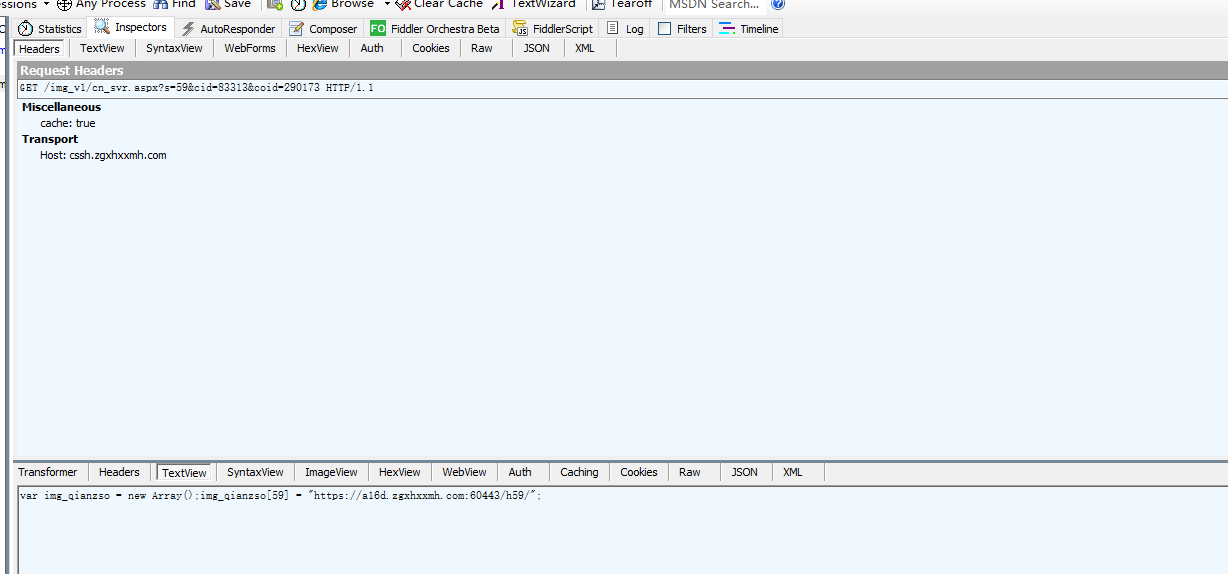 essions Any Process Find Save Browse Clear Cache TextWizard Tearoff MSDN Search...
Statistics Inspectors AutoResponder Composer FO Fiddler Orchestra Beta FiddlerScript Log Filters Timeline
Headers TextView SyntaxView WebForms HexView Auth Cookies Raw JSON XML
Request Headers
GET /img_v1/cn_svr.aspx?s=59&cid=83313&coid=290173 HTTP/1.1
Miscellaneous
cache: true
Transport
Host: cssh.zgxhxxmh.com
Transformer Headers TextView SyntaxView ImageView HexView WebView Auth Caching Cookies Raw JSON XML
var img_qianzso = new Array();img_qianzso[59] = "https://a16d.zgxhxxmh.com:60443/h59/";